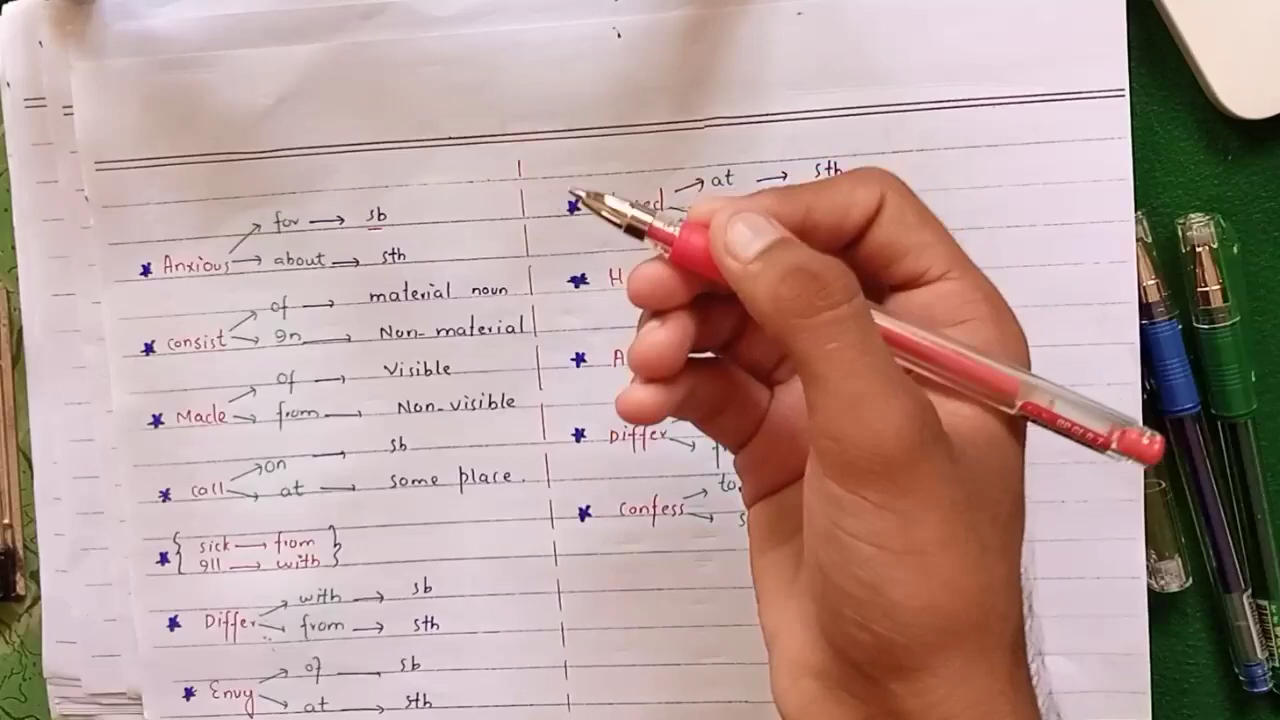 for → sb
* Anxious → about → sth
of → material noun
* consist → In → Non-material
of → Visible
* Made → from → Non-visible
on → sb
* call → at → some place.
* { sick → from
Ill → with }
with → sb
* Differ → from → sth
of → sb
* Envy → at → sth
at → sth
*
* H
* A
* Differ
* Confess → to